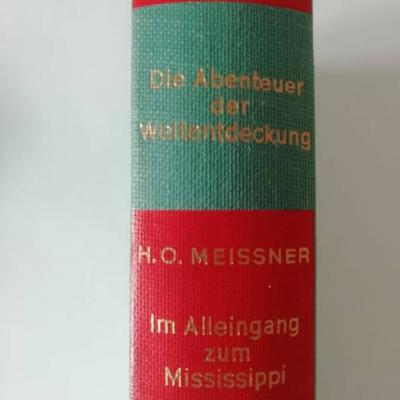 Die Abenteuer
der
Weltentdeckung
H.O. MEISSNER
Im Alleingang
zum
Mississippi